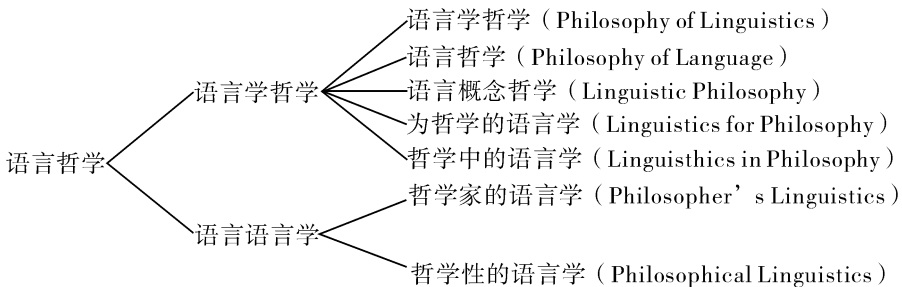 语言学哲学（Philosophy of Linguistics）
语言哲学（Philosophy of Language）
语言学哲学
语言概念哲学（Linguistic Philosophy）
为哲学的语言学（Linguistics for Philosophy）
语言哲学
哲学中的语言学（Linguisthics in Philosophy）
哲学家的语言学（Philosopher’s Linguistics）
语言语言学
哲学性的语言学（Philosophical Linguistics）